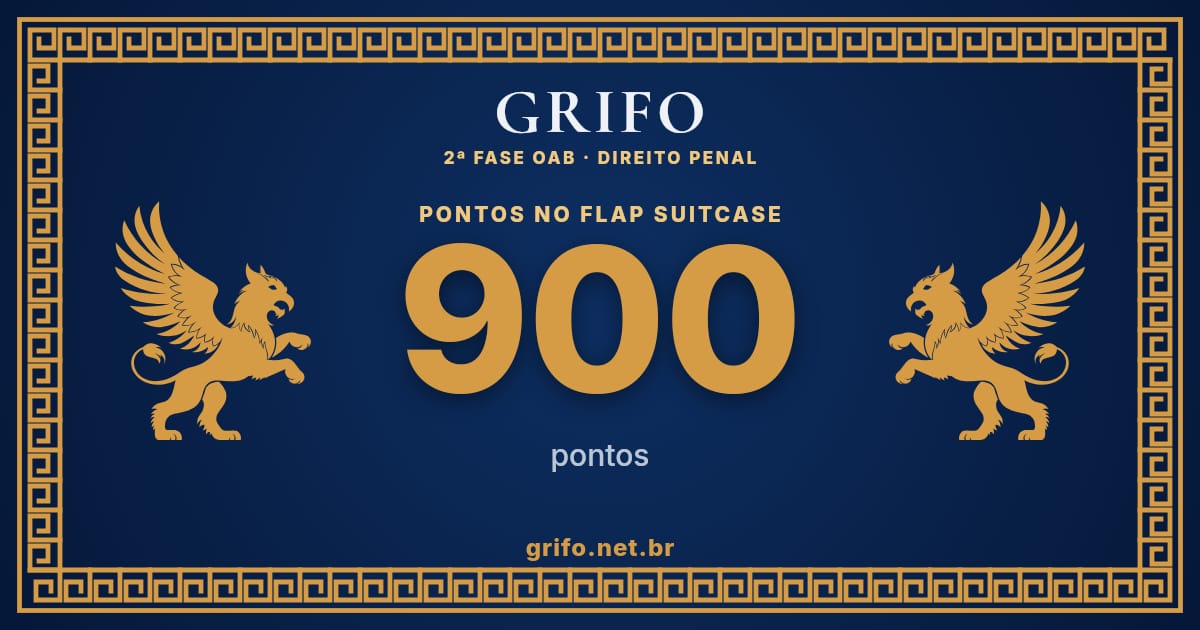 GRIFO
2ª FASE OAB · DIREITO PENAL
PONTOS NO FLAP SUITCASE
900
pontos
grifo.net.br